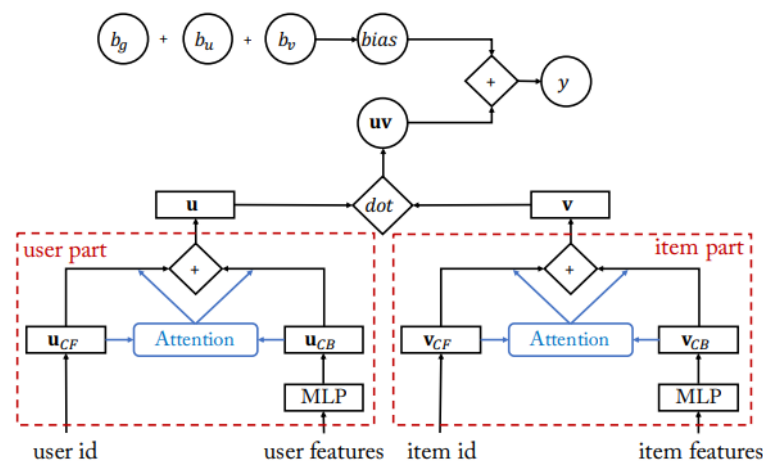 b_g + b_u + b_v bias
+ y
uv
u dot v
user part item part
+ +
u_CF Attention u_CB v_CF Attention v_CB
MLP MLP
user id user features item id item features